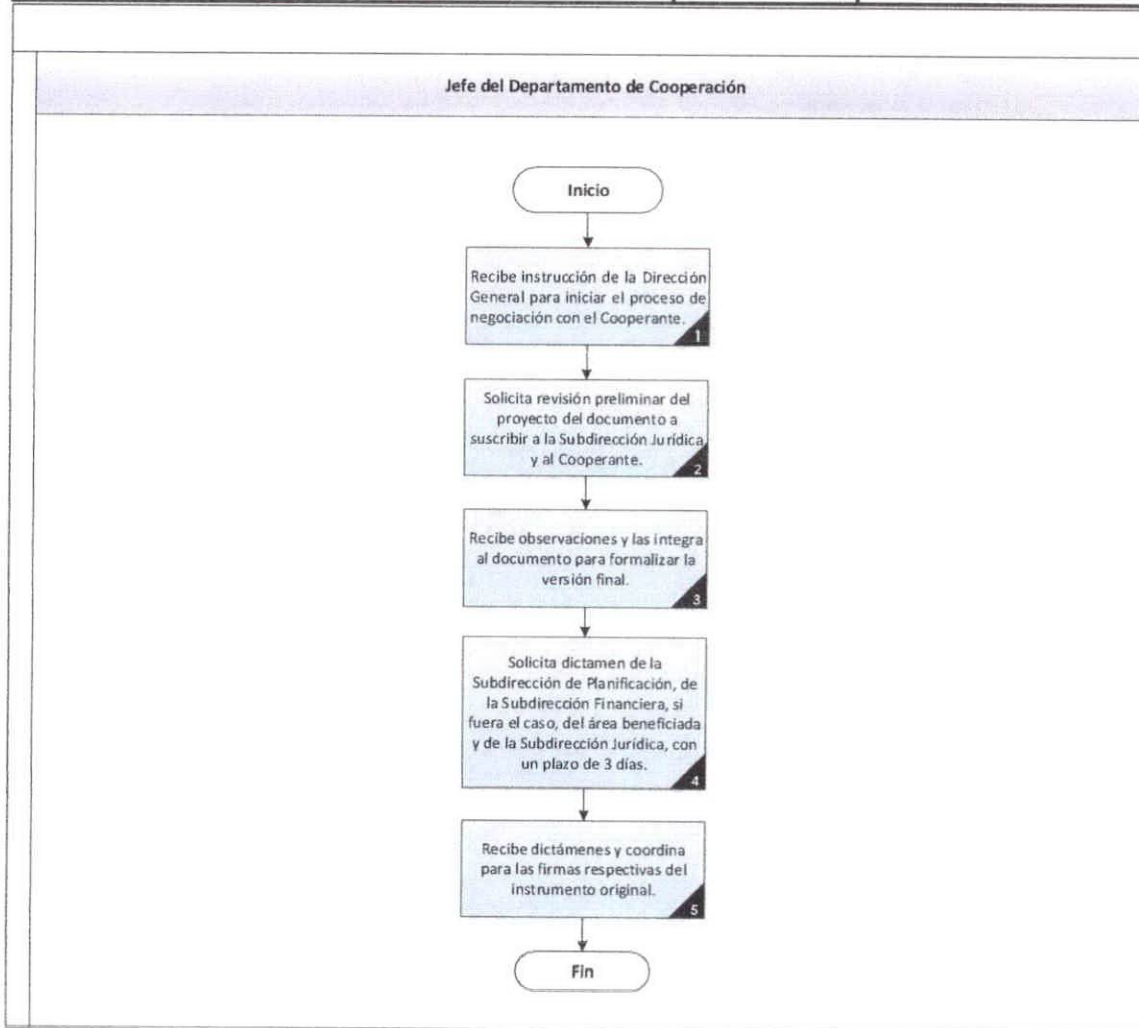 Jefe del Departamento de Cooperación
Inicio
Recibe instrucción de la Dirección
General para iniciar el proceso de
negociación con el Cooperante.
1
Solicita revisión preliminar del
proyecto del documento a
suscribir a la Subdirección Jurídica
y al Cooperante.
2
Recibe observaciones y las integra
al documento para formalizar la
versión final.
3
Solicita dictamen de la
Subdirección de Planificación, de
la Subdirección Financiera, si
fuera el caso, del área beneficiada
y de la Subdirección Jurídica, con
un plazo de 3 días.
4
Recibe dictámenes y coordina
para las firmas respectivas del
instrumento original.
5
Fin